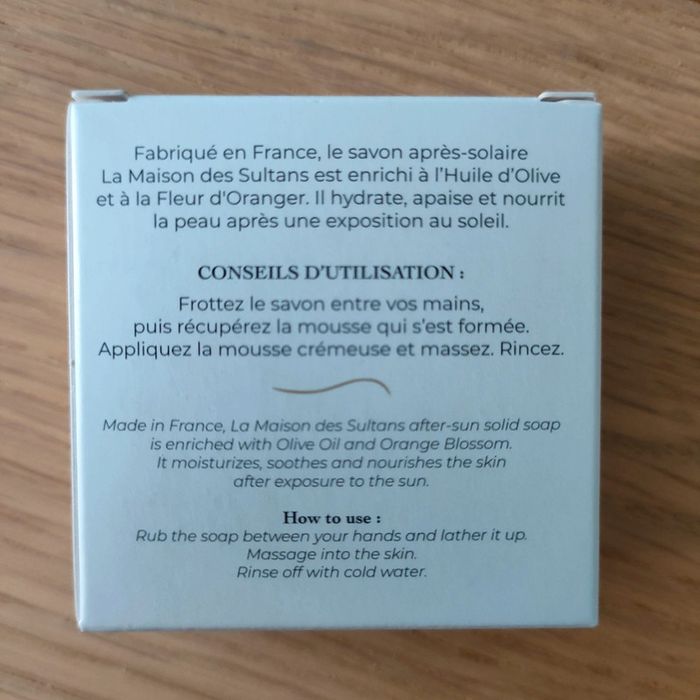 Fabriqué en France, le savon après-solaire
La Maison des Sultans est enrichi à l'Huile d'Olive
et à la Fleur d'Oranger. Il hydrate, apaise et nourrit
la peau après une exposition au soleil.
CONSEILS D'UTILISATION :
Frottez le savon entre vos mains,
puis récupérez la mousse qui s'est formée.
Appliquez la mousse crémeuse et massez. Rincez.
Made in France, La Maison des Sultans after-sun solid soap
is enriched with Olive Oil and Orange Blossom.
It moisturizes, soothes and nourishes the skin
after exposure to the sun.
How to use :
Rub the soap between your hands and lather it up.
Massage into the skin.
Rinse off with cold water.